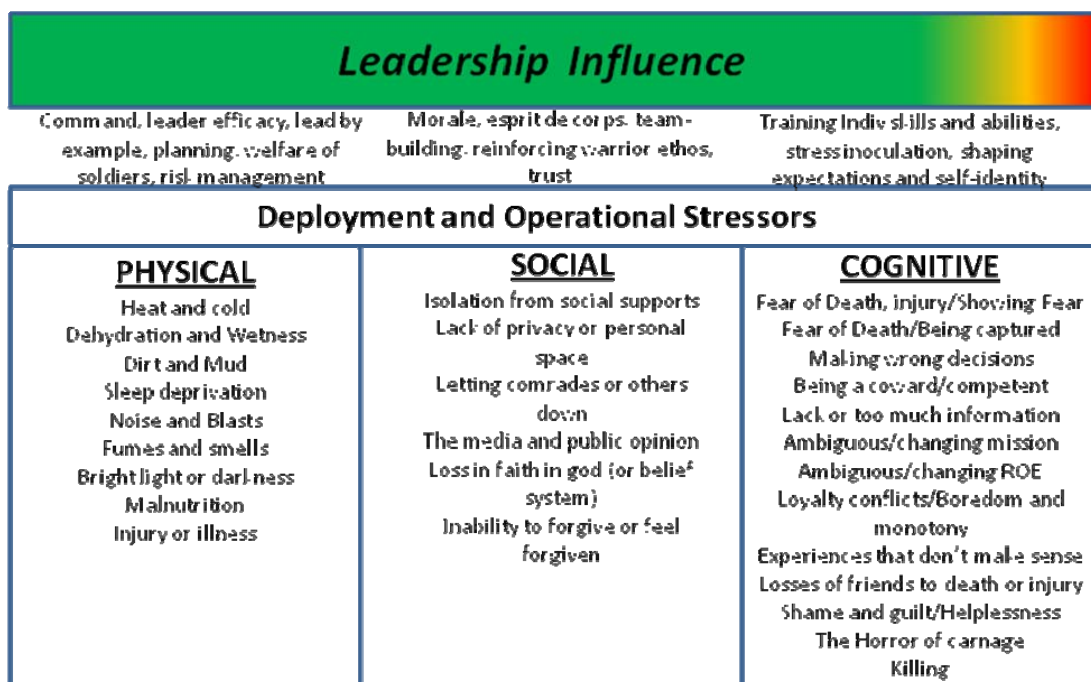 Leadership Influence
Command, leader efficacy, lead by
example, planning, welfare of
soldiers, risk management
Morale, esprit de corps, team-
building, reinforcing warrior ethos,
trust
Training Indiv skills and abilities,
stress inoculation, shaping
expectations and self-identity
Deployment and Operational Stressors
PHYSICAL
Heat and cold
Dehydration and Wetness
Dirt and Mud
Sleep deprivation
Noise and Blasts
Fumes and smells
Bright light or darkness
Malnutrition
Injury or illness
SOCIAL
Isolation from social supports
Lack of privacy or personal
space
Letting comrades or others
down
The media and public opinion
Loss in faith in god (or belief
system)
Inability to forgive or feel
forgiven
COGNITIVE
Fear of Death, injury/Showing Fear
Fear of Death/Being captured
Making wrong decisions
Being a coward/competent
Lack or too much information
Ambiguous/changing mission
Ambiguous/changing ROE
Loyalty conflicts/Boredom and
monotony
Experiences that don't make sense
Losses of friends to death or injury
Shame and guilt/Helplessness
The Horror of carnage
Killing